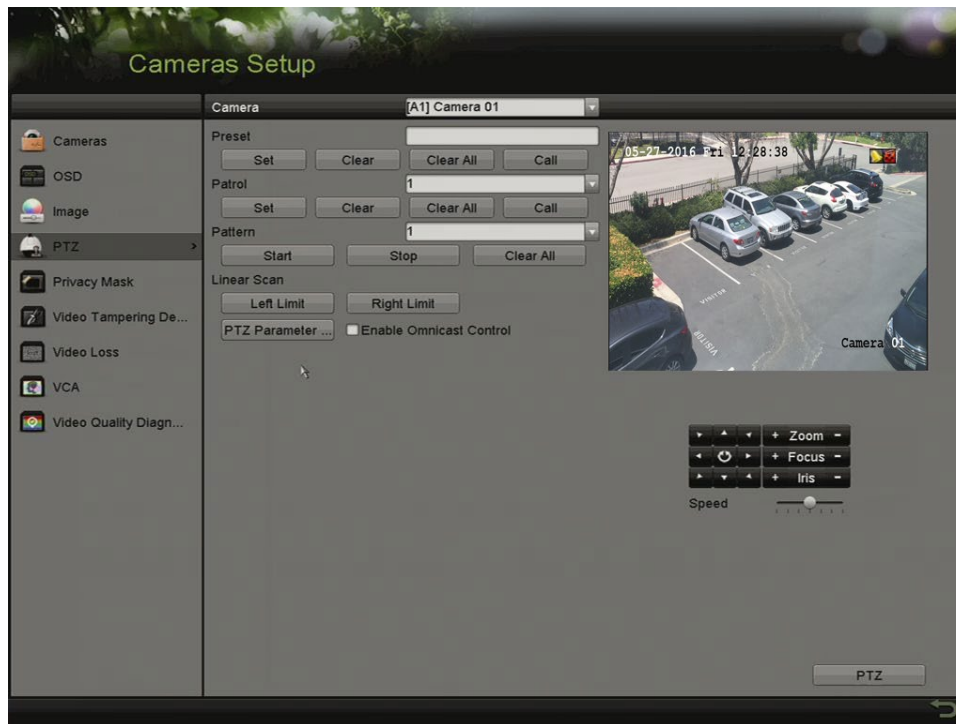 Cameras Setup
Camera [A1] Camera 01
Cameras
OSD
Image
PTZ >
Privacy Mask
Video Tampering De...
Video Loss
VCA
Video Quality Diagn...
Preset
Set Clear Clear All Call
Patrol 1
Set Clear Clear All Call
Pattern 1
Start Stop Clear All
Linear Scan
Left Limit Right Limit
PTZ Parameter ... Enable Omnicast Control
05-27-2016 Fri 12:28:38
VISITOR
VISITOR
Camera 01
+ Zoom -
+ Focus -
+ Iris -
Speed
PTZ